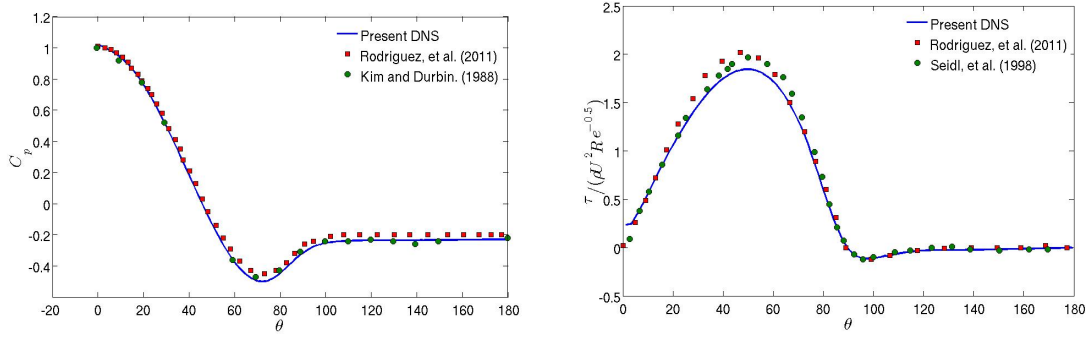 1.2
1
0.8
0.6
0.4
0.2
0
-0.2
-0.4
-20 0 20 40 60 80 100 120 140 160 180
θ
C_p
Present DNS
Rodriguez, et al. (2011)
Kim and Durbin. (1988)
2.5
2
1.5
1
0.5
0
-0.5
0 20 40 60 80 100 120 140 160 180
θ
τ/(ρU²Re^{-0.5})
Present DNS
Rodriguez, et al. (2011)
Seidl, et al. (1998)